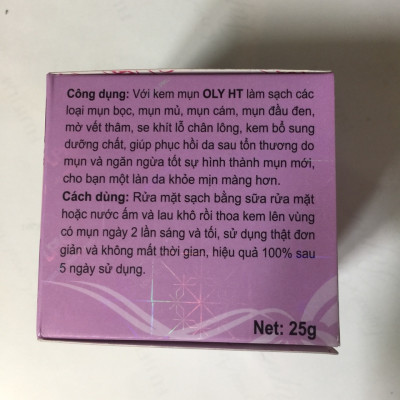 Công dụng: Với kem mụn OLY HT làm sạch các
loại mụn bọc, mụn mủ, mụn cám, mụn đầu đen,
mờ vết thâm, se khít lỗ chân lông, kem bổ sung
dưỡng chất, giúp phục hồi da sau tổn thương do
mụn và ngăn ngừa tốt sự hình thành mụn mới,
cho bạn một làn da khỏe mịn màng hơn.
Cách dùng: Rửa mặt sạch bằng sữa rửa mặt
hoặc nước ấm và lau khô rồi thoa kem lên vùng
có mụn ngày 2 lần sáng và tối, sử dụng thật đơn
giản và không mất thời gian, hiệu quả 100% sau
5 ngày sử dụng.
Net: 25g